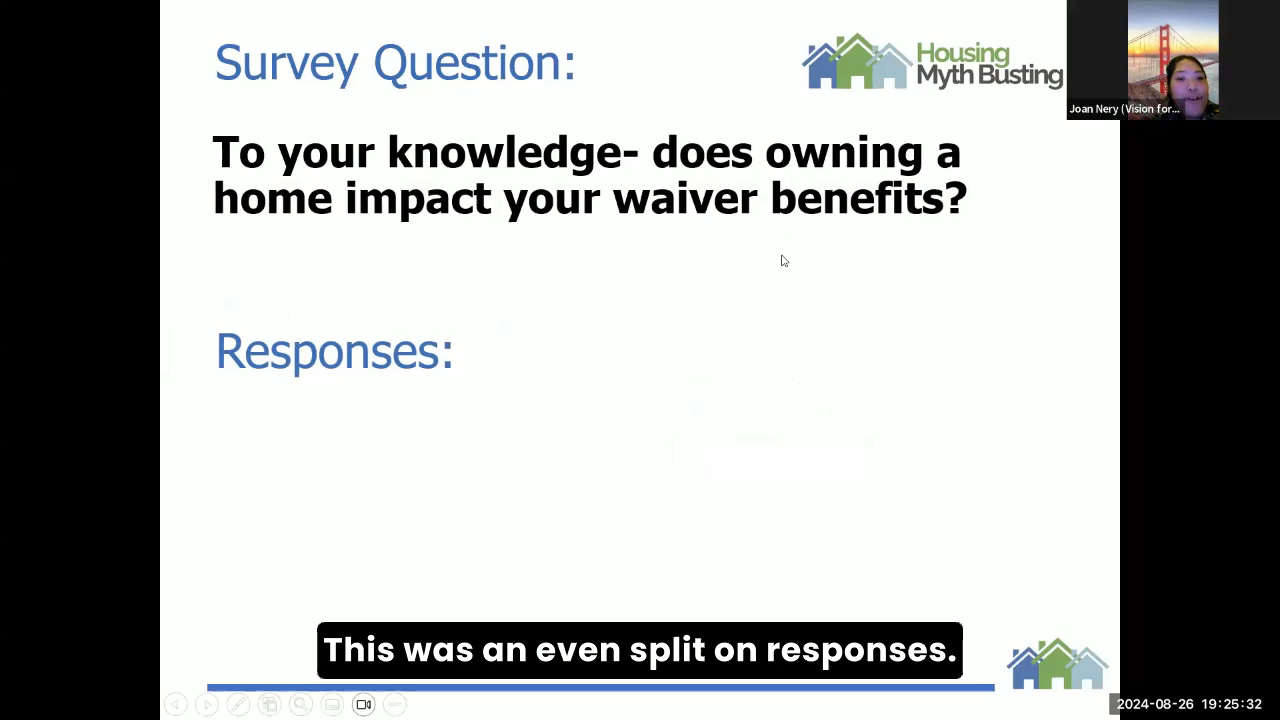 Survey Question:
Housing
Myth Busting
Joan Nery (Vision for...
To your knowledge- does owning a
home impact your waiver benefits?
Responses:
This was an even split on responses.
2024-08-26 19:25:32